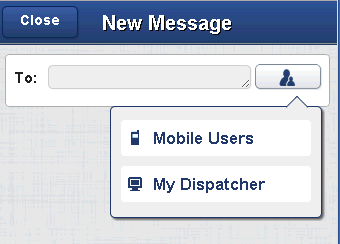 Close
New Message
To:
Mobile Users
My Dispatcher